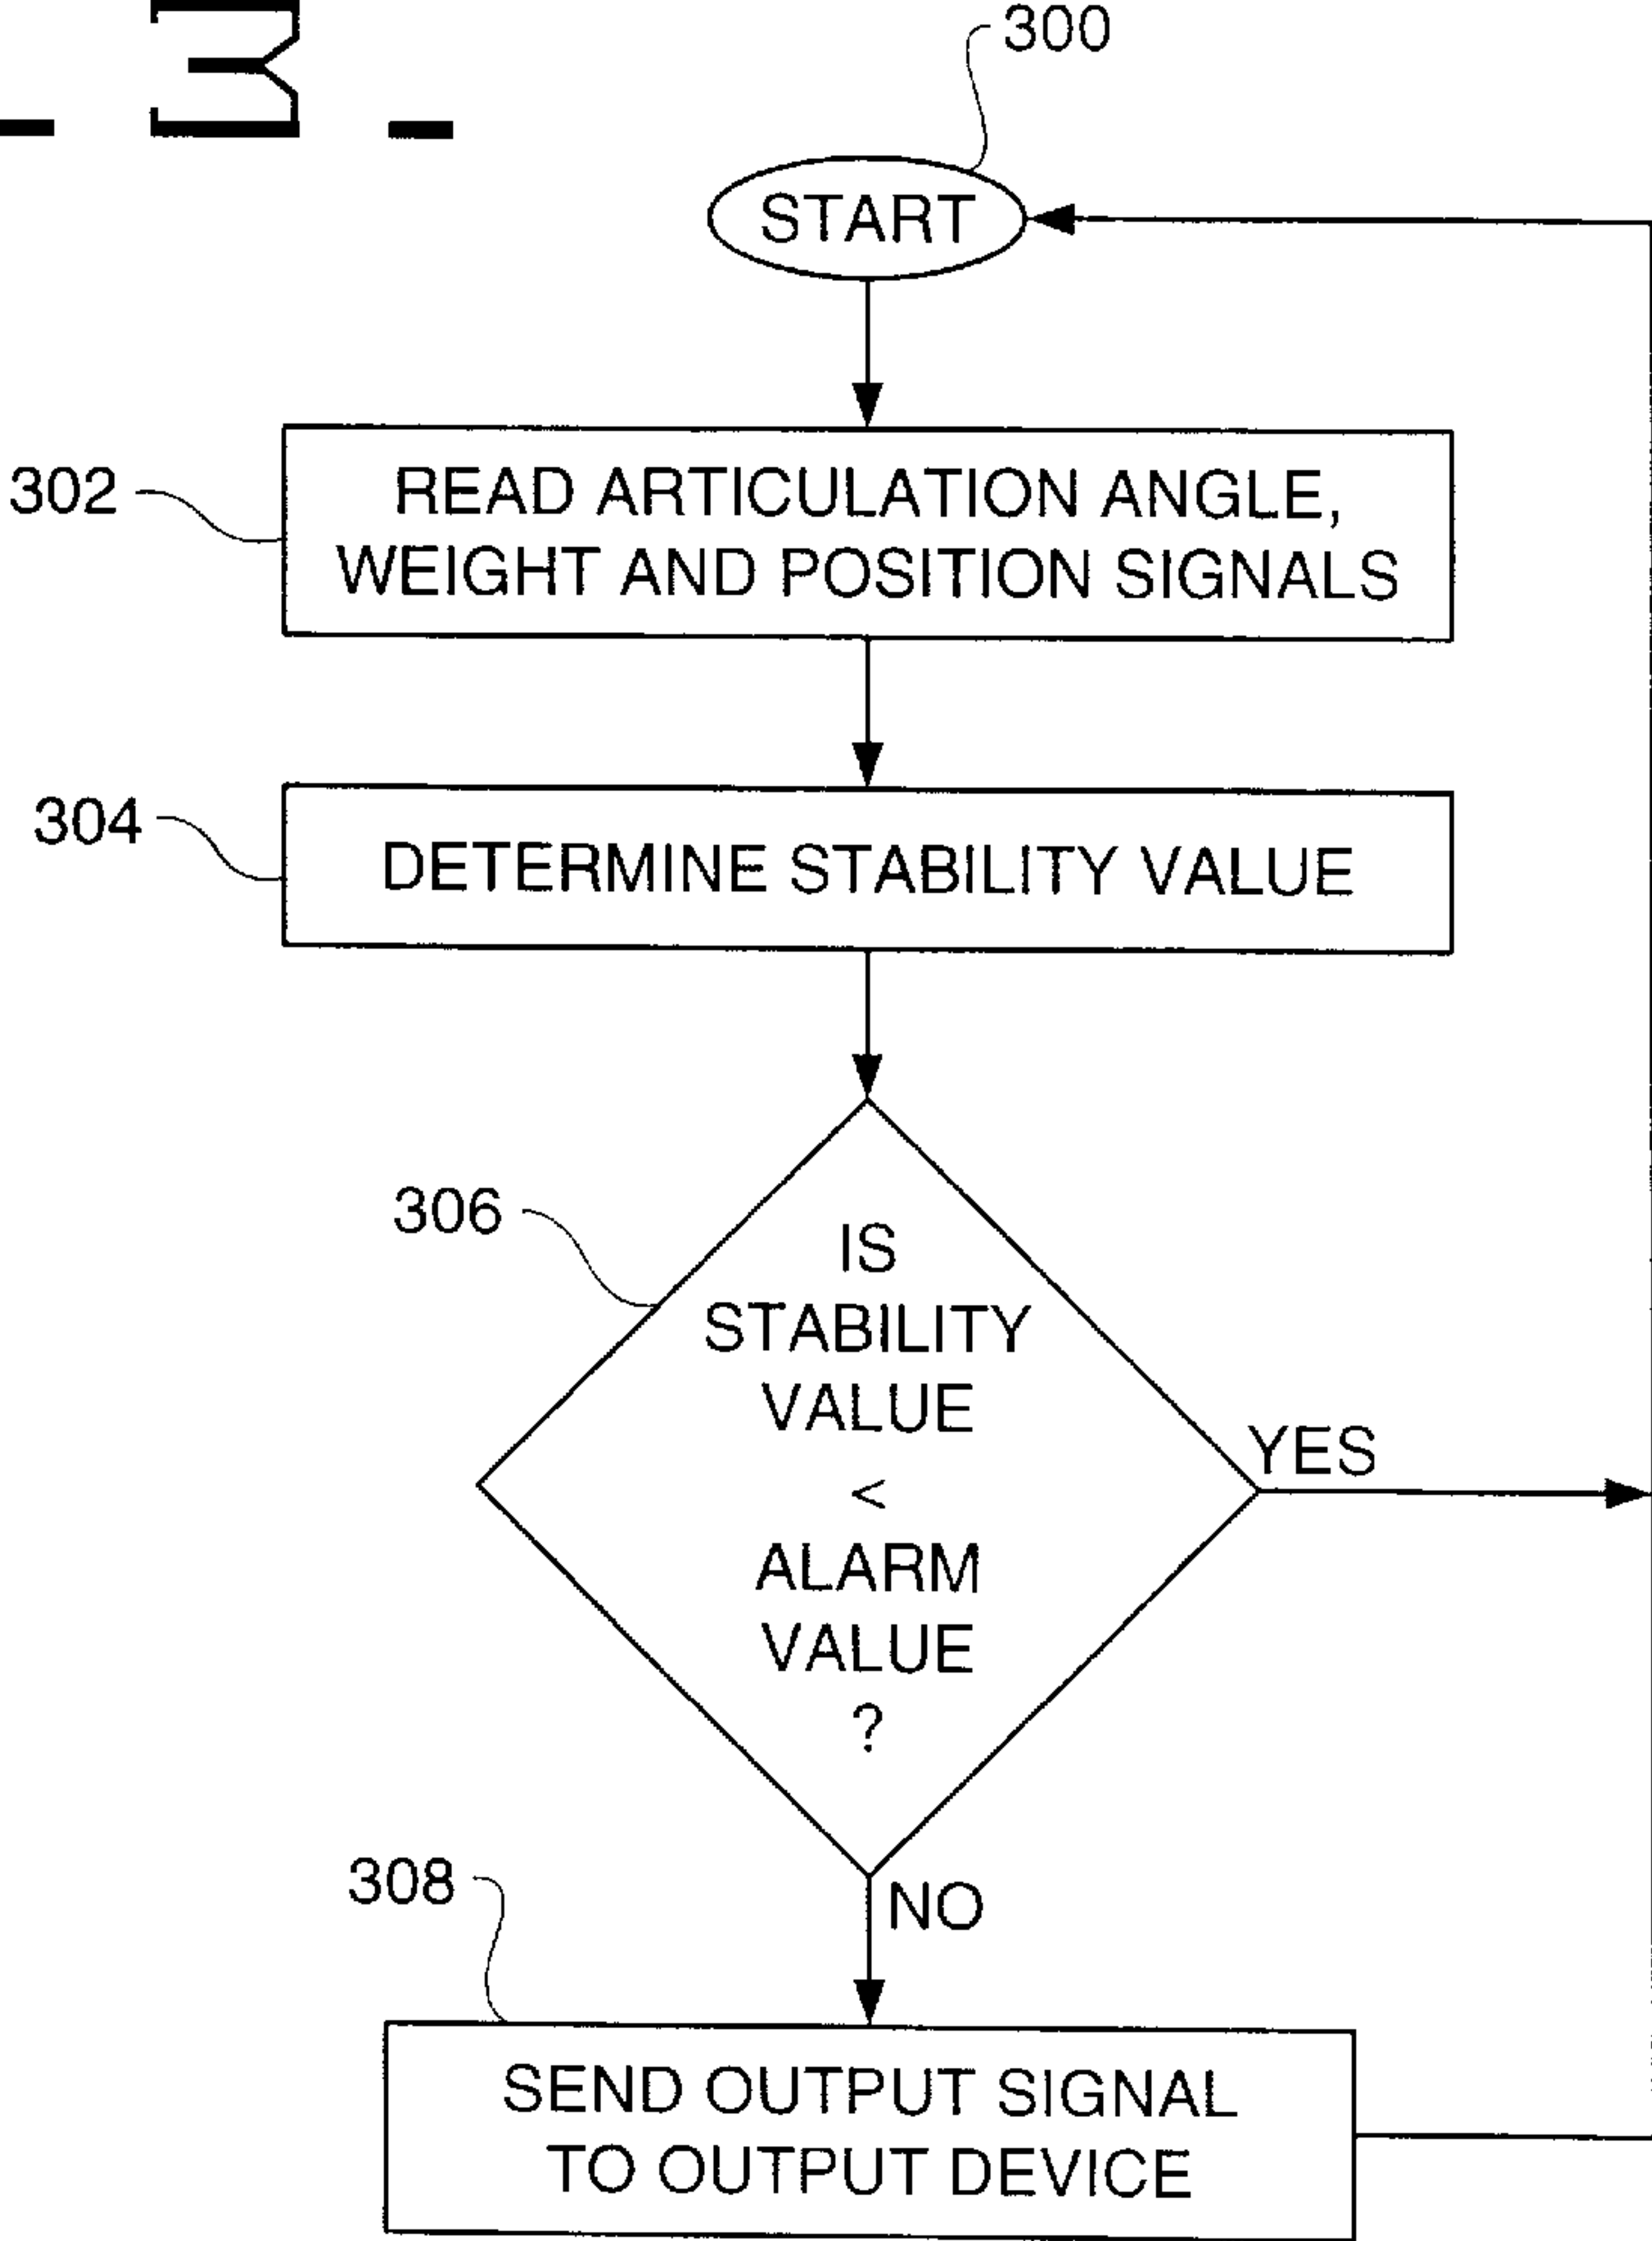 - 3 -
300
START
302
READ ARTICULATION ANGLE,
WEIGHT AND POSITION SIGNALS
304
DETERMINE STABILITY VALUE
306
IS
STABILITY
VALUE
<
ALARM
VALUE
?
YES
NO
308
SEND OUTPUT SIGNAL
TO OUTPUT DEVICE